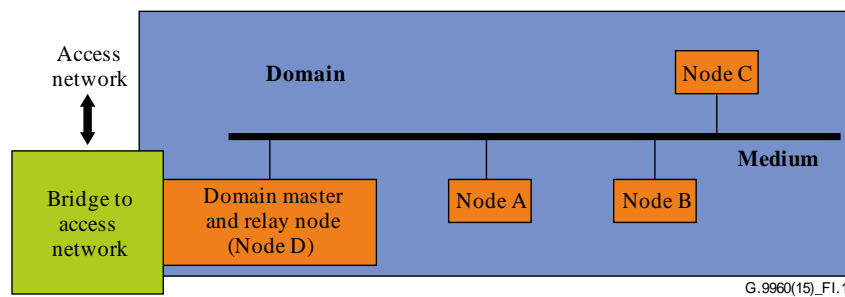 Access
network
Domain
Node C
Medium
Bridge to
access
network
Domain master
and relay node
(Node D)
Node A
Node B
G.9960(15)_FI.1